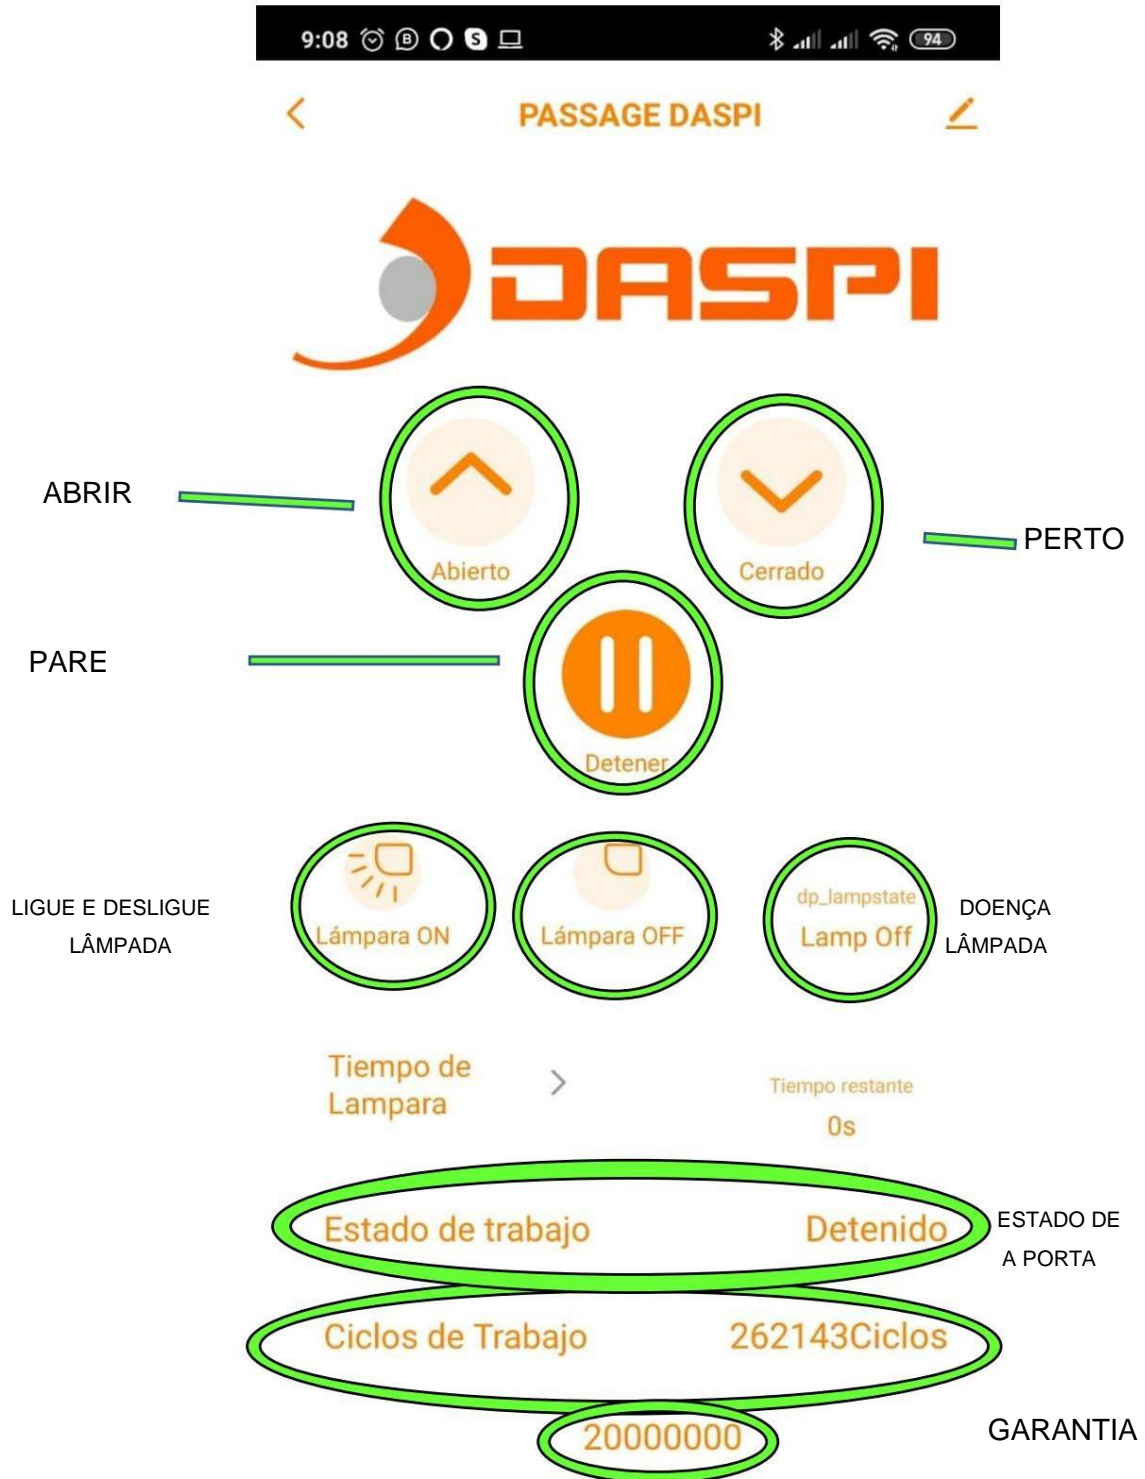 9:08
94
PASSAGE DASPI
DASPI
ABRIR
Abierto
Cerrado
PERTO
PARE
Detener
LIGUE E DESLIGUE
LÂMPADA
Lámpara ON
Lámpara OFF
dp_lampstate
Lamp Off
DOENÇA
LÂMPADA
Tiempo de
Lampara
Tiempo restante
0s
Estado de trabajo
Detenido
ESTADO DE
A PORTA
Ciclos de Trabajo
262143Ciclos
20000000
GARANTIA